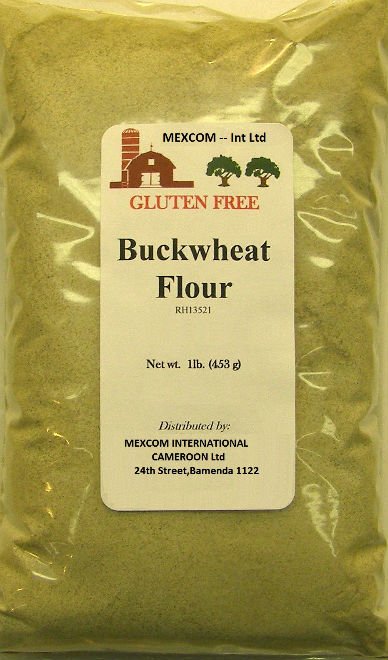 MEXCOM -- Int Ltd
GLUTEN FREE
Buckwheat
Flour
RH13521
Net wt. 1lb. (453 g)
Distributed by:
MEXCOM INTERNATIONAL
CAMEROON Ltd
24th Street,Bamenda 1122